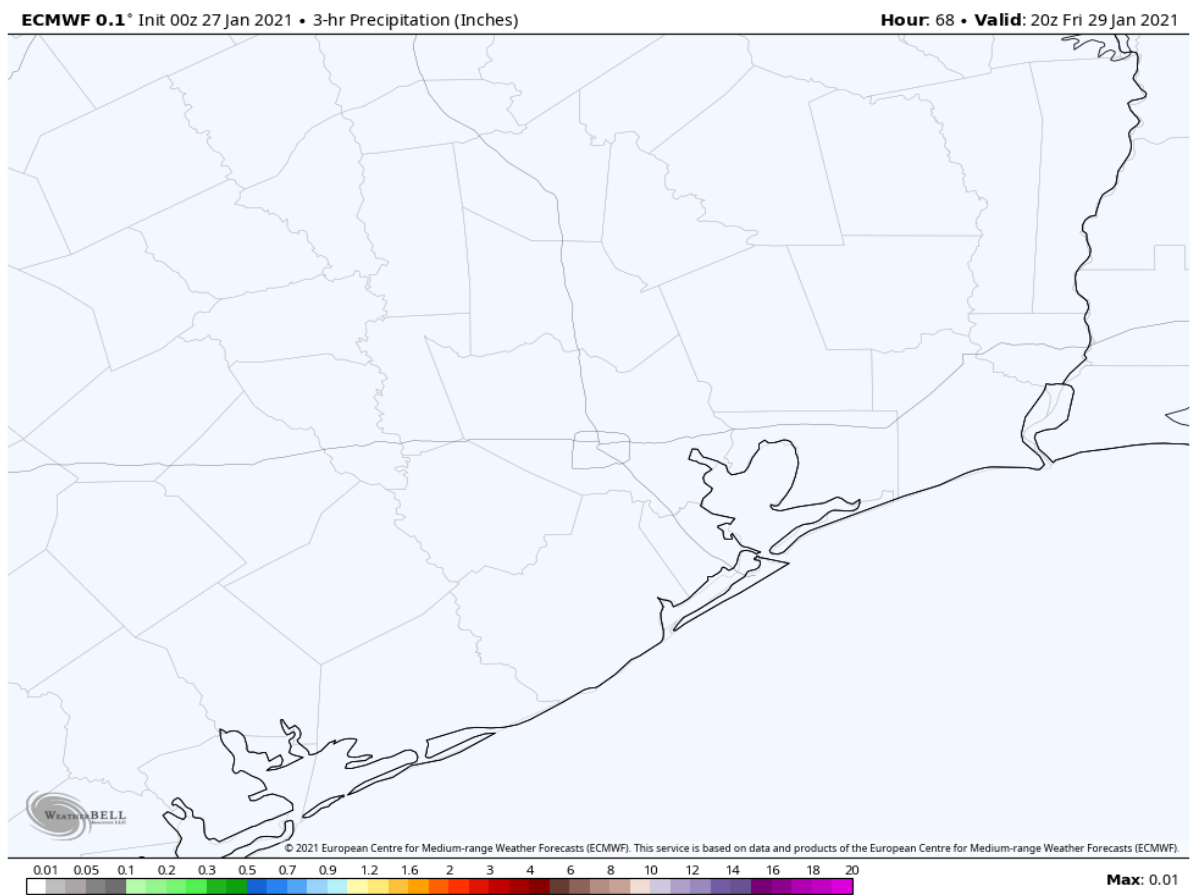 ECMWF 0.1° Init 00z 27 Jan 2021 • 3-hr Precipitation (Inches)
Hour: 68 • Valid: 20z Fri 29 Jan 2021
WEATHERBELL
Analytics LLC
© 2021 European Centre for Medium-range Weather Forecasts (ECMWF). This service is based on data and products of the European Centre for Medium-range Weather Forecasts (ECMWF).
0.01 0.05 0.1 0.2 0.3 0.5 0.7 0.9 1.2 1.6 2 3 4 6 8 10 12 14 16 18 20
Max: 0.01